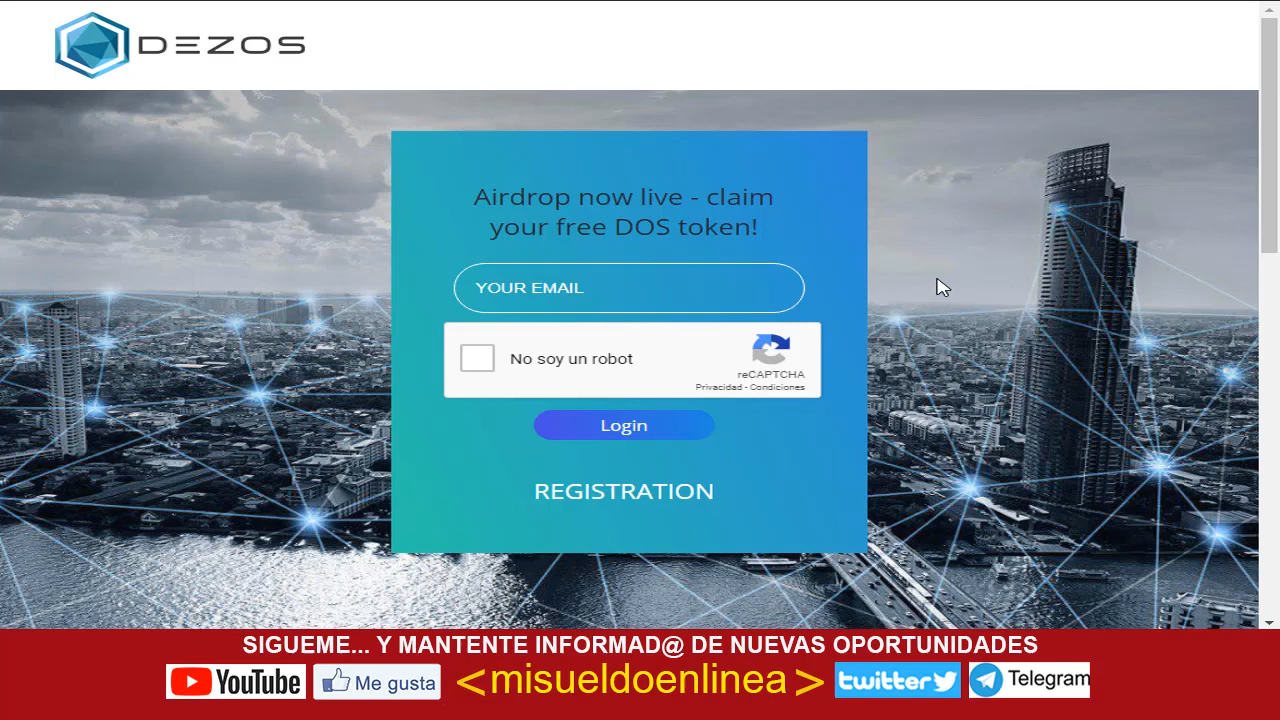 DEZOS
Airdrop now live - claim
your free DOS token!
YOUR EMAIL
No soy un robot
reCAPTCHA
Privacidad - Condiciones
Login
REGISTRATION
SIGUEME... Y MANTENTE INFORMAD@ DE NUEVAS OPORTUNIDADES
YouTube Me gusta <misueldoenlinea> twitter Telegram